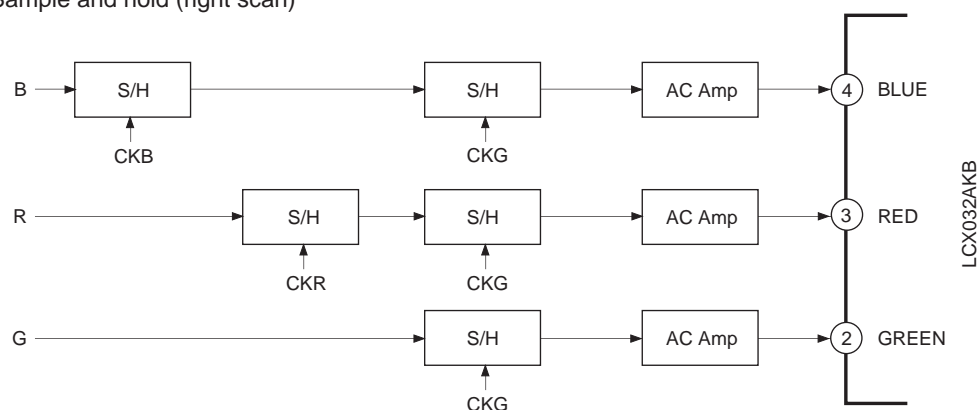 Sample and hold (right scan)
B S/H S/H AC Amp 4 BLUE
CKB CKG
R S/H S/H AC Amp 3 RED
CKR CKG
G S/H AC Amp 2 GREEN
CKG
LCX032AKB